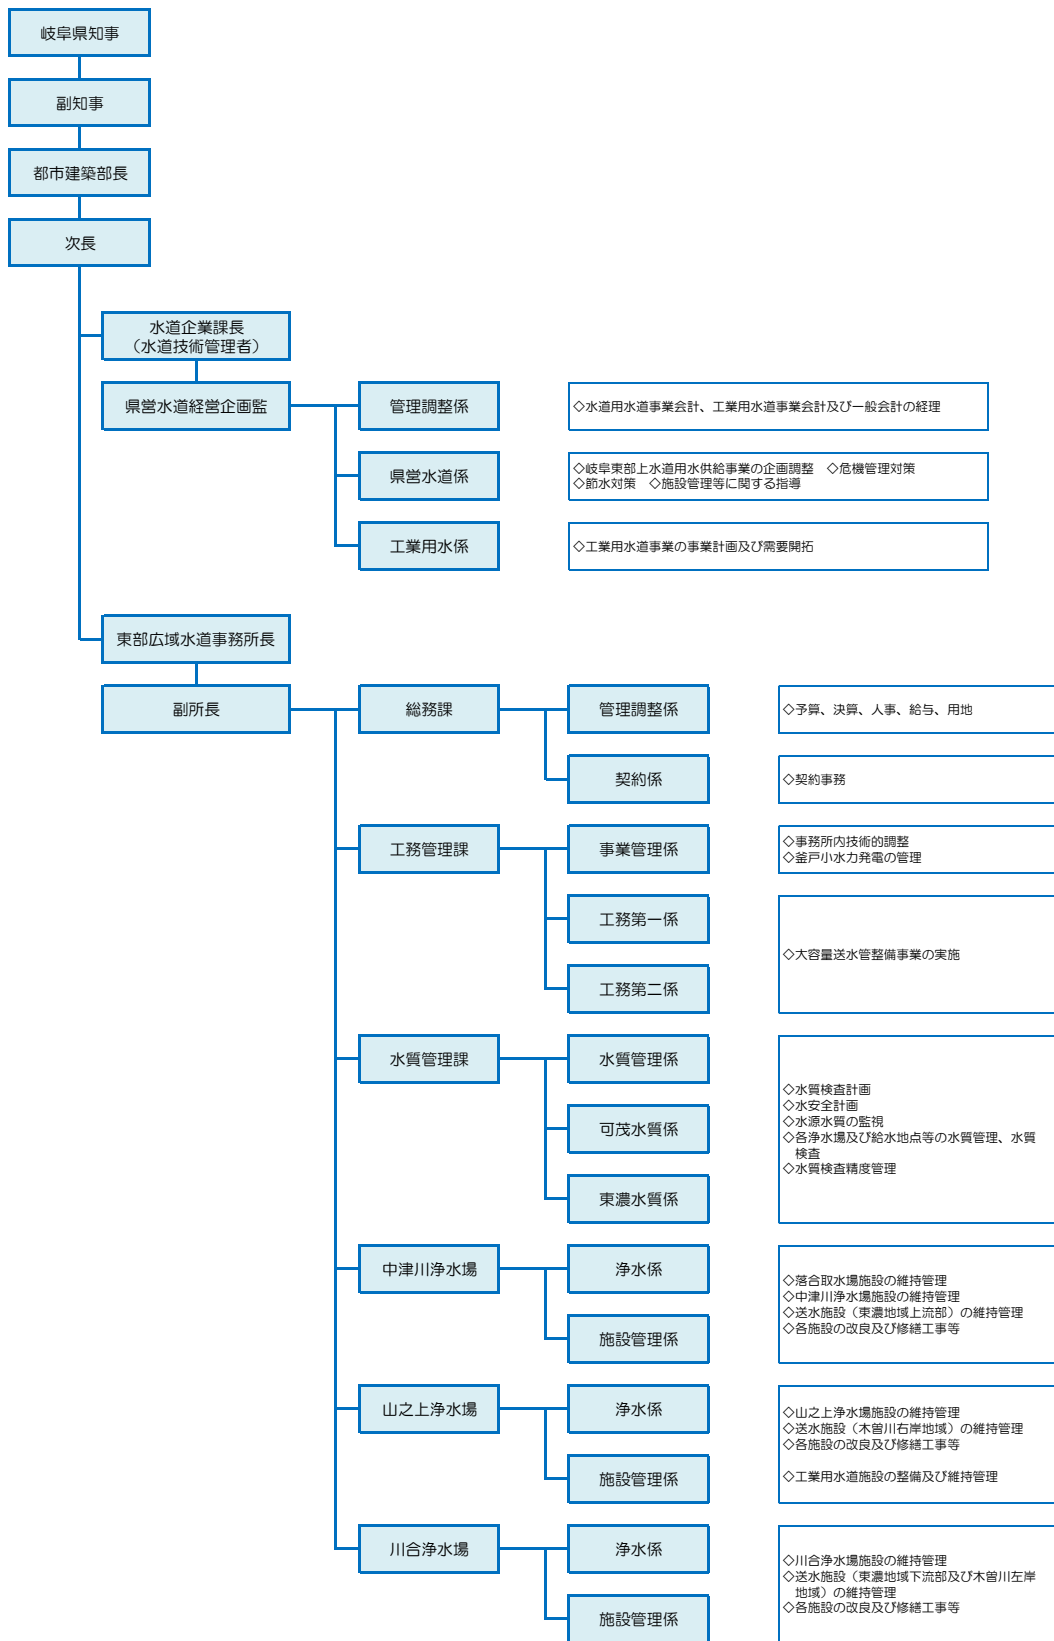 岐阜県知事
副知事
都市建築部長
次長
水道企業課長
（水道技術管理者）
県営水道経営企画監
管理調整係
◇水道用水道事業会計、工業用水道事業会計及び一般会計の経理
県営水道係
◇岐阜東部上水道用水供給事業の企画調整　◇危機管理対策
◇節水対策　◇施設管理等に関する指導
工業用水係
◇工業用水道事業の事業計画及び需要開拓
東部広域水道事務所長
副所長
総務課
管理調整係
◇予算、決算、人事、給与、用地
契約係
◇契約事務
工務管理課
事業管理係
◇事務所内技術的調整
◇釜戸小水力発電の管理
工務第一係
◇大容量送水管整備事業の実施
工務第二係
水質管理課
水質管理係
可茂水質係
東濃水質係
◇水質検査計画
◇水安全計画
◇水源水質の監視
◇各浄水場及び給水地点等の水質管理、水質
検査
◇水質検査精度管理
中津川浄水場
浄水係
施設管理係
◇落合取水場施設の維持管理
◇中津川浄水場施設の維持管理
◇送水施設（東濃地域上流部）の維持管理
◇各施設の改良及び修繕工事等
山之上浄水場
浄水係
施設管理係
◇山之上浄水場施設の維持管理
◇送水施設（木曽川右岸地域）の維持管理
◇各施設の改良及び修繕工事等
◇工業用水道施設の整備及び維持管理
川合浄水場
浄水係
施設管理係
◇川合浄水場施設の維持管理
◇送水施設（東濃地域下流部及び木曽川左岸
地域）の維持管理
◇各施設の改良及び修繕工事等